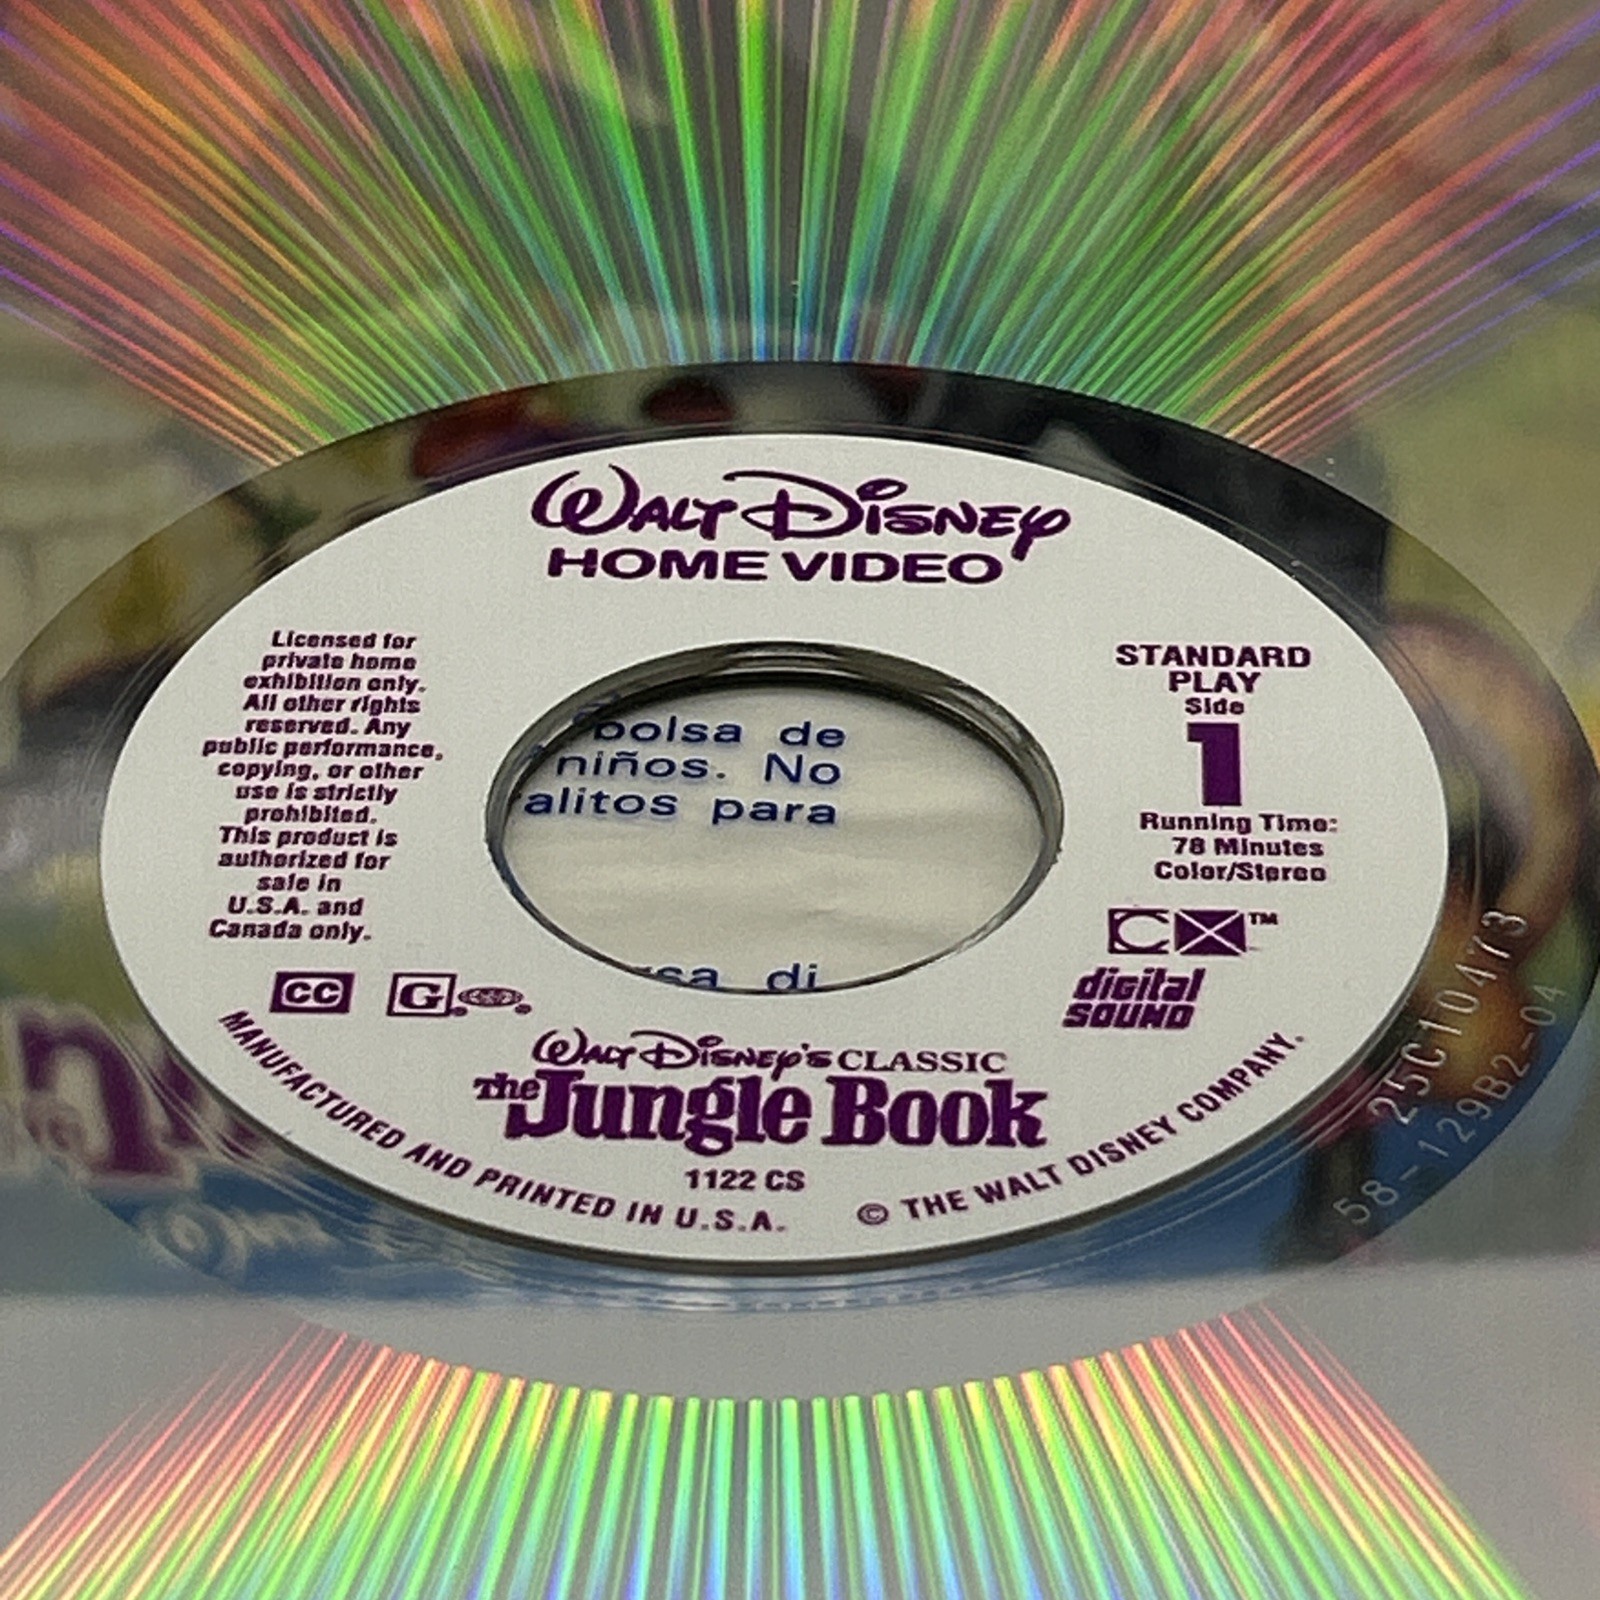 WALT DISNEY
HOME VIDEO
Licensed for
private home
exhibition only.
All other rights
reserved. Any
public performance,
copying, or other
use is strictly
prohibited.
This product is
authorized for
sale in
U.S.A. and
Canada only.
CC
G
STANDARD
PLAY
Side
1
Running Time:
78 Minutes
Color/Stereo
CX™
digital
SOUND
bolsa de
niños. No
alitos para
sa di
WALT DISNEY'S CLASSIC
The Jungle Book
1122 CS
MANUFACTURED AND PRINTED IN U.S.A.
© THE WALT DISNEY COMPANY.
25C10473
58-129B2-04